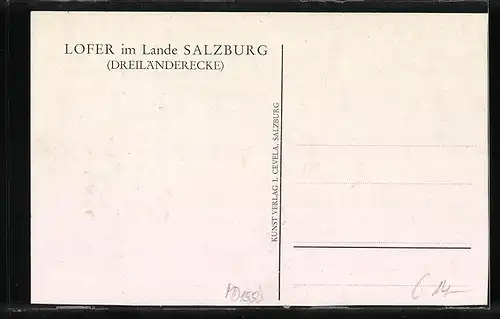 LOFER im Lande SALZBURG
(DREILÄNDERECKE)
KUNST VERLAG I. CEVELA, SALZBURG